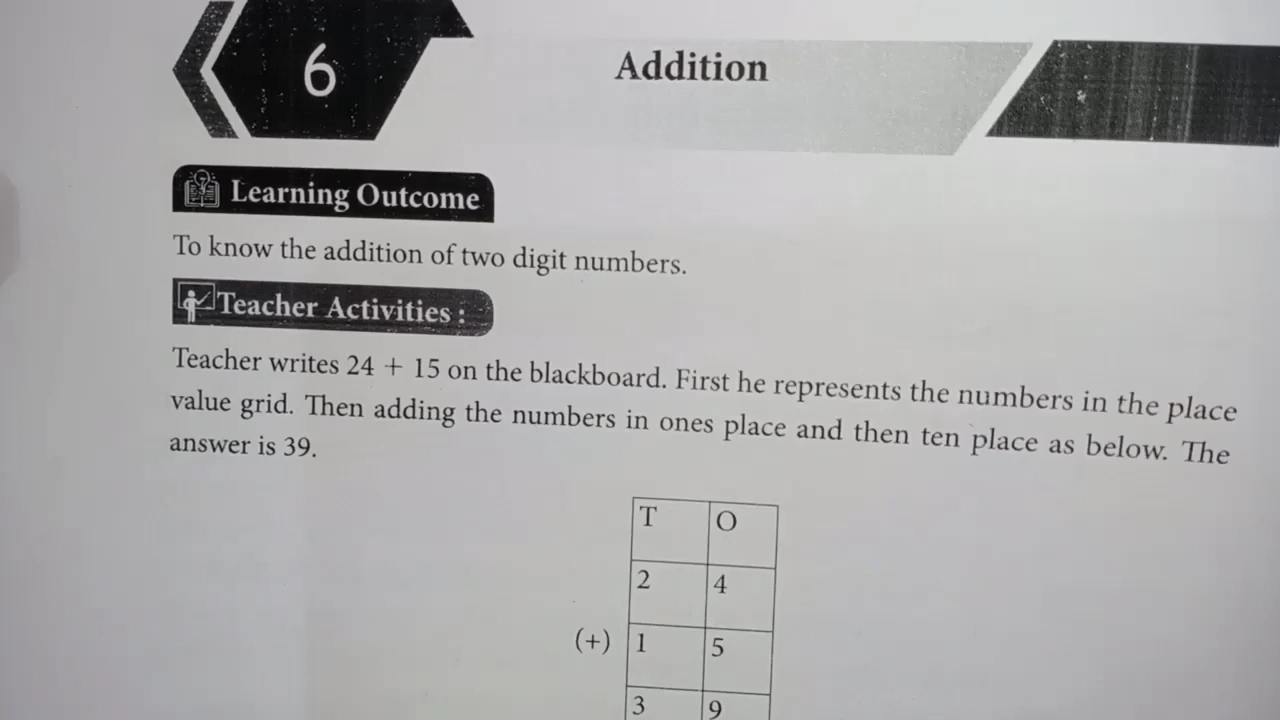 6
Addition
Learning Outcome
To know the addition of two digit numbers.
Teacher Activities :
Teacher writes 24 + 15 on the blackboard. First he represents the numbers in the place
value grid. Then adding the numbers in ones place and then ten place as below. The
answer is 39.
T O
2 4
(+) 1 5
3 9